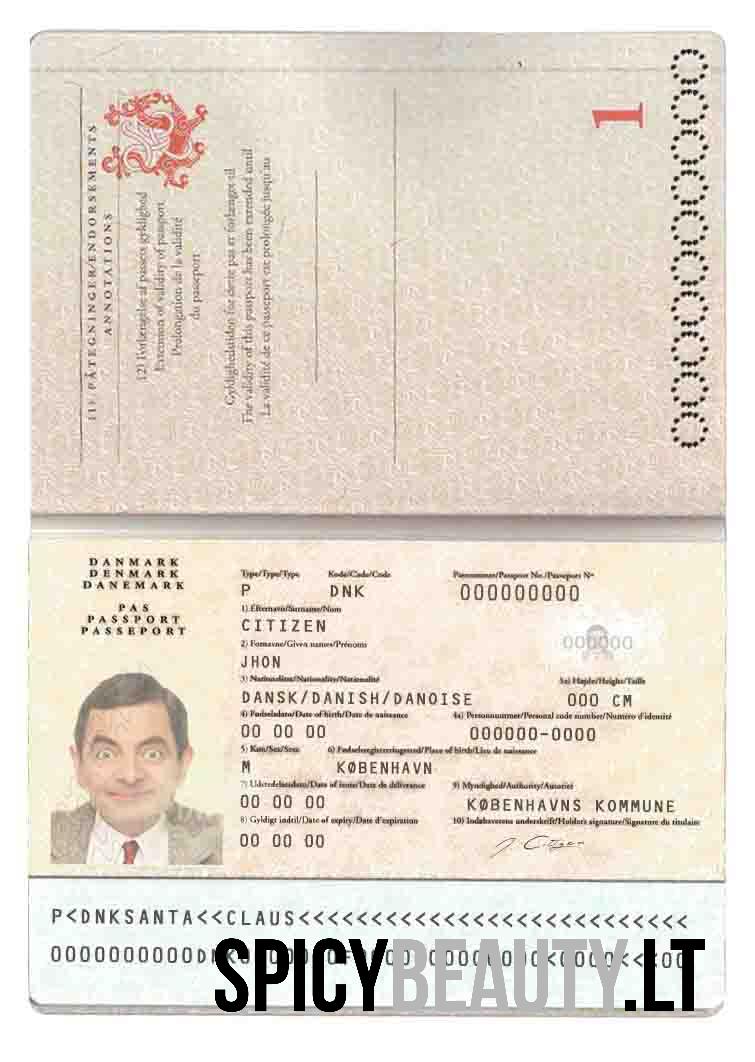 1
11) PÅTEGNINGER/ENDORSEMENTS
ANNOTATIONS
12) Forlængelse af passets gyldighed
Extension of validity of passport
Prolongation de la validité
du passeport
Gyldighedstiden for dette pas er forlænget til
The validity of this passport has been extended until
La validité de ce passeport est prolongée jusqu'au
000000000
DANMARK
DENMARK
DANEMARK
PAS
PASSPORT
PASSEPORT
Type/Type/Type Kode/Code/Code Pasnummer/Passport No./Passeport N°
P DNK 000000000
1) Efternavn/Surname/Nom
CITIZEN
000000
2) Fornavne/Given names/Prénoms
JHON
3) Nationalitet/Nationality/Nationalité 3a) Højde/Height/Taille
DANSK/DANISH/DANOISE 000 CM
4) Fødselsdato/Date of birth/Date de naissance 4a) Personnummer/Personal code number/Numéro d'identité
00 00 00 000000-0000
5) Køn/Sex/Sexe 6) Fødselsregistreringssted/Place of birth/Lieu de naissance
M KØBENHAVN
7) Udstedelsesdato/Date of issue/Date de délivrance 9) Myndighed/Authority/Autorité
00 00 00 KØBENHAVNS KOMMUNE
8) Gyldigt indtil/Date of expiry/Date d'expiration 10) Indehaverens underskrift/Holder's signature/Signature du titulaire
00 00 00 J. Citizen
P<DNKSANTA<<CLAUS<<<<<<<<<<<<<<<<<<<<<<<<<<<
SPICYBEAUTY.LT